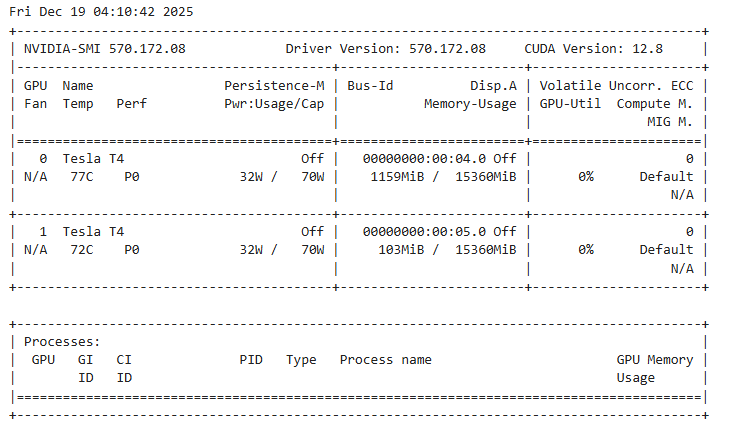 Fri Dec 19 04:10:42 2025
+-----------------------------------------------------------------------------------------+
| NVIDIA-SMI 570.172.08             Driver Version: 570.172.08     CUDA Version: 12.8     |
|-----------------------------------------+------------------------+----------------------+
| GPU  Name                 Persistence-M | Bus-Id          Disp.A | Volatile Uncorr. ECC |
| Fan  Temp   Perf          Pwr:Usage/Cap |           Memory-Usage | GPU-Util  Compute M. |
|                                         |                        |               MIG M. |
|=========================================+========================+======================|
|   0  Tesla T4                       Off |   00000000:00:04.0 Off |                    0 |
| N/A   77C    P0             32W /   70W |    1159MiB /  15360MiB |      0%      Default |
|                                         |                        |                  N/A |
+-----------------------------------------+------------------------+----------------------+
|   1  Tesla T4                       Off |   00000000:00:05.0 Off |                    0 |
| N/A   72C    P0             32W /   70W |     103MiB /  15360MiB |      0%      Default |
|                                         |                        |                  N/A |
+-----------------------------------------+------------------------+----------------------+

+-----------------------------------------------------------------------------------------+
| Processes:                                                                              |
|  GPU   GI   CI              PID   Type   Process name                        GPU Memory |
|        ID   ID                                                               Usage      |
|=========================================================================================|
+-----------------------------------------------------------------------------------------+